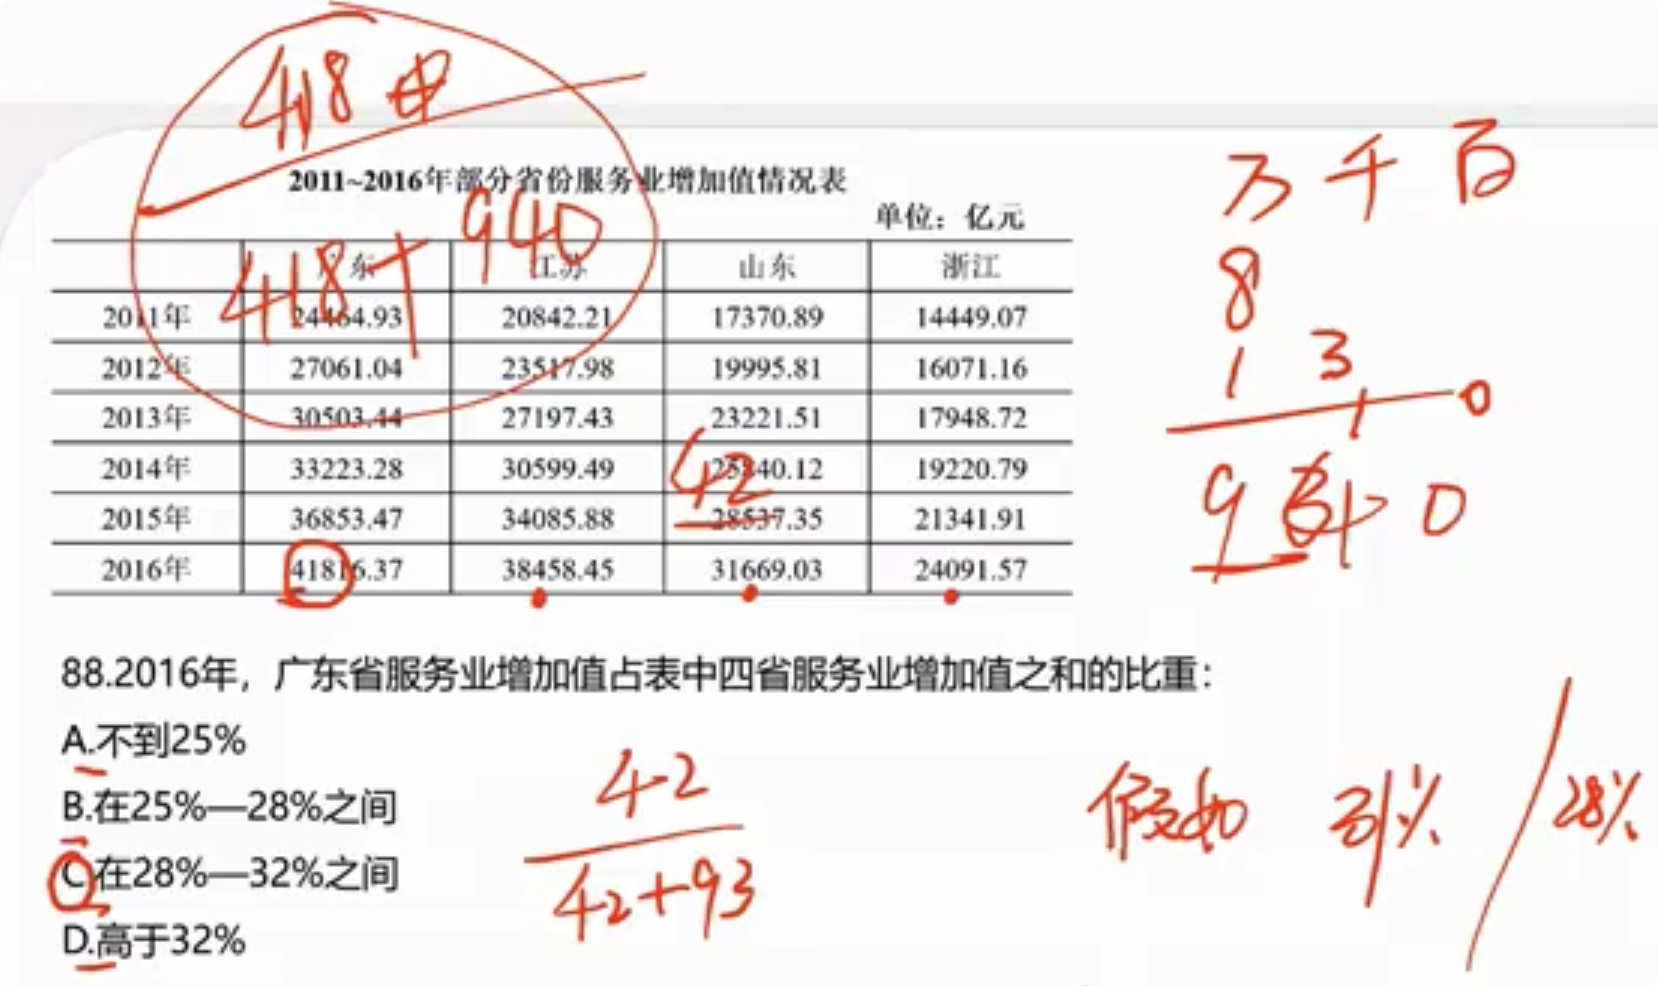 418
2011~2016年部分省份服务业增加值情况表
418+ 940
单位：亿元
广东 江苏 山东 浙江
2011年 24464.93 20842.21 17370.89 14449.07
2012年 27061.04 23517.98 19995.81 16071.16
2013年 30503.44 27197.43 23221.51 17948.72
2014年 33223.28 30599.49 25840.12 19220.79
42
2015年 36853.47 34085.88 28537.35 21341.91
2016年 41816.37 38458.45 31669.03 24091.57
万 千 百
8
1 3 0
1
9 4 0
88.2016年，广东省服务业增加值占表中四省服务业增加值之和的比重：
A.不到25%
B.在25%—28%之间
C.在28%—32%之间
D.高于32%
42
42+93
假如 31% 28%